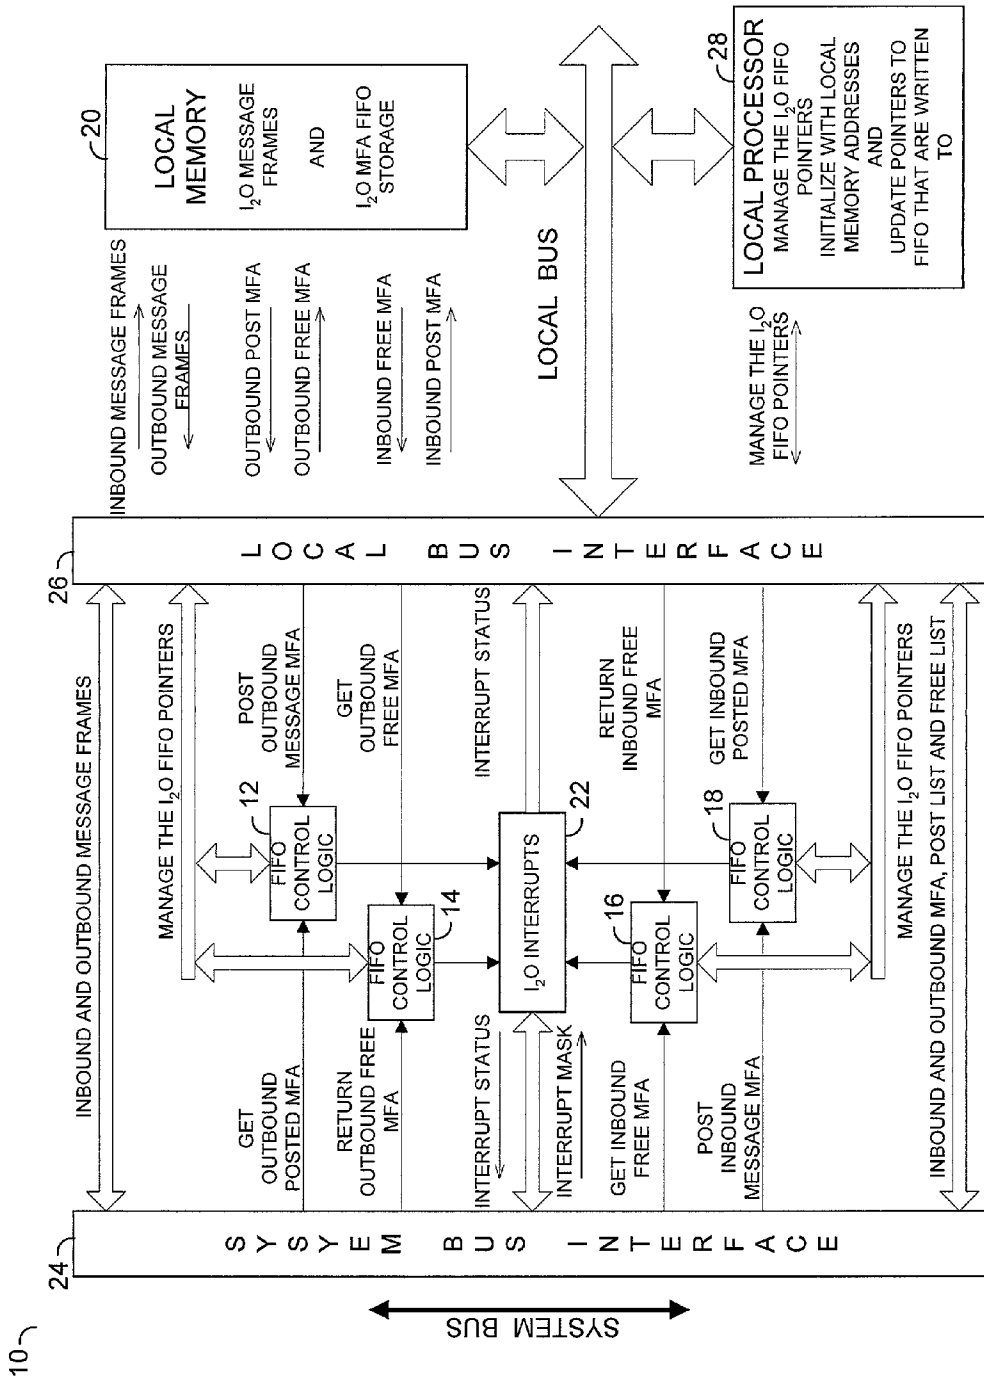 10
24
SYSTEM BUS
SYSYEM BUS INTERFACE
INBOUND AND OUTBOUND MESSAGE FRAMES
MANAGE THE I2O FIFO POINTERS
GET
OUTBOUND
POSTED MFA
12
FIFO
CONTROL
LOGIC
POST
OUTBOUND
MESSAGE MFA
RETURN
OUTBOUND FREE
MFA
FIFO
CONTROL
LOGIC
14
GET
OUTBOUND
FREE MFA
INTERRUPT STATUS
INTERRUPT MASK
I2O INTERRUPTS
22
INTERRUPT STATUS
GET INBOUND
FREE MFA
16
FIFO
CONTROL
LOGIC
RETURN
INBOUND FREE
MFA
POST
INBOUND
MESSAGE MFA
18
FIFO
CONTROL
LOGIC
GET INBOUND
POSTED MFA
MANAGE THE I2O FIFO POINTERS
INBOUND AND OUTBOUND MFA, POST LIST AND FREE LIST
26
LOCAL BUS INTERFACE
INBOUND MESSAGE FRAMES
OUTBOUND MESSAGE
FRAMES
OUTBOUND POST MFA
OUTBOUND FREE MFA
INBOUND FREE MFA
INBOUND POST MFA
LOCAL BUS
MANAGE THE I2O
FIFO POINTERS
20
LOCAL
MEMORY
I2O MESSAGE
FRAMES
AND
I2O MFA FIFO
STORAGE
28
LOCAL PROCESSOR
MANAGE THE I2O FIFO
POINTERS
INITIALIZE WITH LOCAL
MEMORY ADDRESSES
AND
UPDATE POINTERS TO
FIFO THAT ARE WRITTEN
TO